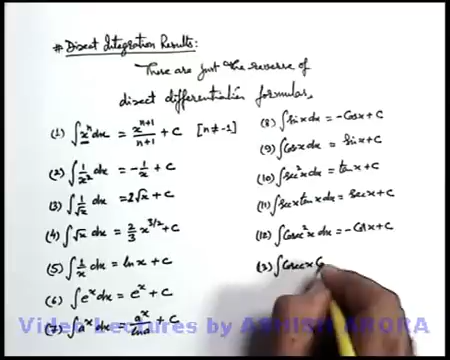 # Direct Integration Results:
These are just the reverse of
direct differentiation formulas.
(1) ∫xⁿ dx = xⁿ⁺¹/n+1 + C [n≠-1]
(2) ∫1/x² dx = -1/x + C
(3) ∫1/√x dx = 2√x + C
(4) ∫√x dx = 2/3 x^3/2 + C
(5) ∫1/x dx = ln x + C
(6) ∫eˣ dx = eˣ + C
(7) ∫aˣ dx = aˣ/lna + C
(8) ∫sinx dx = -Cosx + C
(9) ∫Cosx dx = sinx + C
(10) ∫sec²x dx = tanx + C
(11) ∫secx tanx dx = secx + C
(12) ∫Cosec²x dx = -Cotx + C
(3) ∫Cosecx C
Video Lectures by ASHISH ARORA